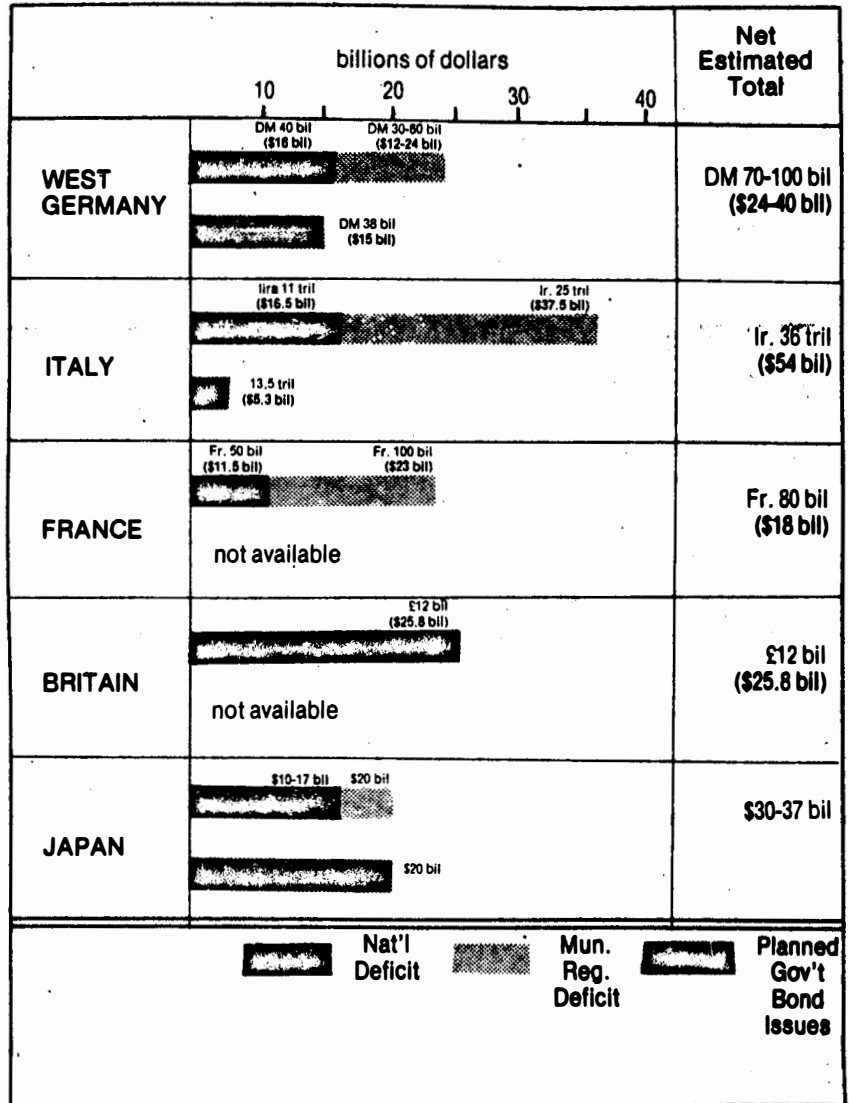 billions of dollars
10 20 30 40
Net
Estimated
Total
WEST
GERMANY
DM 40 bil
($16 bil)
DM 30-60 bil
($12-24 bil)
DM 38 bil
($15 bil)
DM 70-100 bil
($24-40 bil)
ITALY
lira 11 tril
($16.5 bil)
lr. 25 tril
($37.5 bil)
13.5 tril
($5.3 bil)
lr. 36 tril
($54 bil)
FRANCE
Fr. 50 bil
($11.5 bil)
Fr. 100 bil
($23 bil)
not available
Fr. 80 bil
($18 bil)
BRITAIN
£12 bil
($25.8 bil)
not available
£12 bil
($25.8 bil)
JAPAN
$10-17 bil
$20 bil
$20 bil
$30-37 bil
Nat'l
Deficit
Mun.
Reg.
Deficit
Planned
Gov't
Bond
Issues